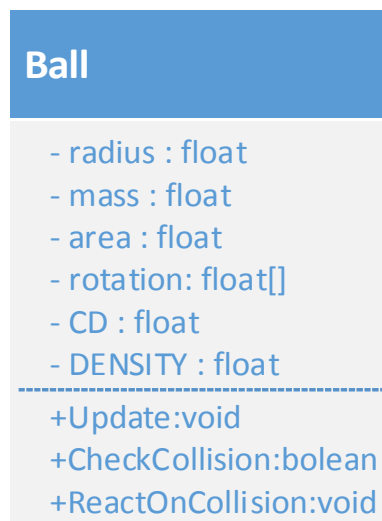 Ball
- radius : float
- mass : float
- area : float
- rotation: float[]
- CD : float
- DENSITY : float
+Update:void
+CheckCollision:bolean
+ReactOnCollision:void